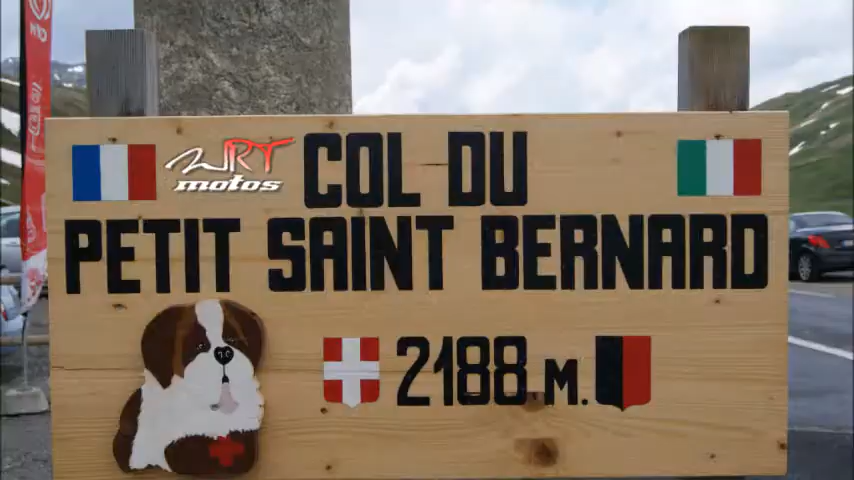 WRT
motos
COL DU
PETIT SAINT BERNARD
2188 M.